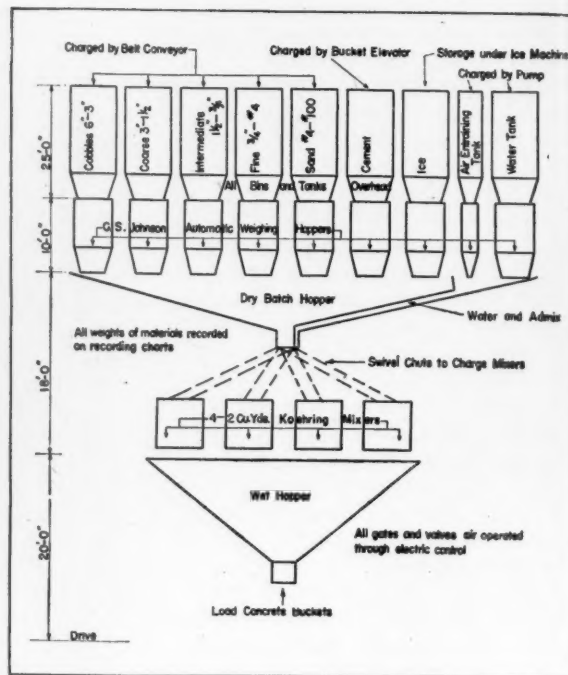 Charged by Belt Conveyor
Charged by Bucket Elevator
Storage under Ice Machine
Charged by Pump
Cobbles 6"-3"
Coarse 3"-1½"
Intermediate
1½"-¾"
Fine ¾"-#4
Sand #4-#100
Cement
Ice
Air Entraining
Tank
Water Tank
25'-0"
All Bins and Tanks Overhead
10'-0"
C. S. Johnson Automatic Weighing Hoppers
Dry Batch Hopper
Water and Admix
All weights of materials recorded
on recording charts
18'-0"
Swivel Chute to Charge Mixers
4-2 Cu.Yds. Koehring Mixers
Wet Hopper
All gates and valves air operated
through electric control
20'-0"
Load Concrete Buckets
Drive